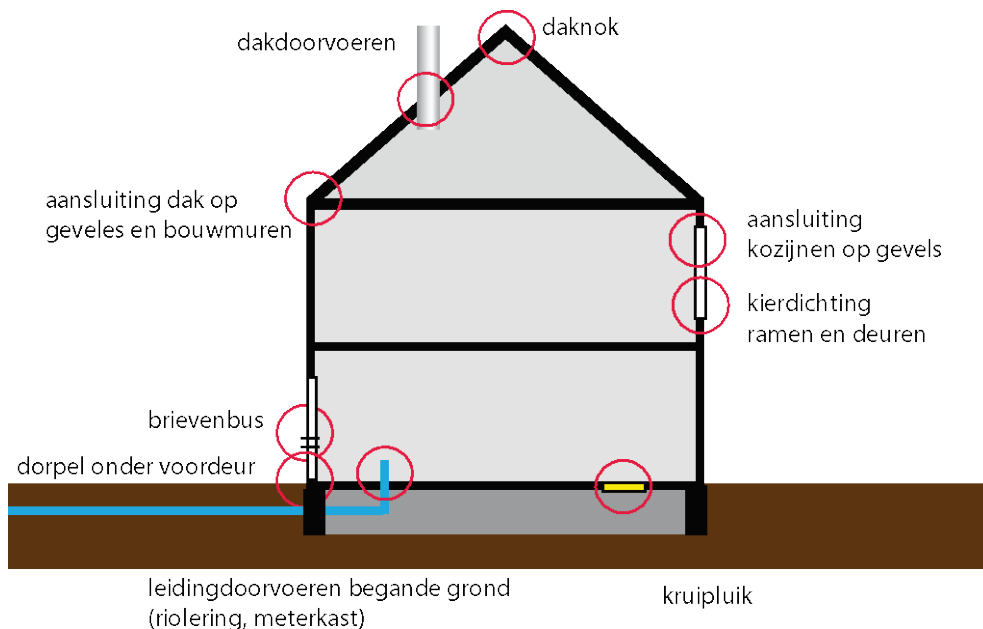 dakdoorvoeren
daknok
aansluiting dak op
geveles en bouwmuren
aansluiting
kozijnen op gevels
kierdichting
ramen en deuren
brievenbus
dorpel onder voordeur
leidingdoorvoeren begande grond
(riolering, meterkast)
kruipluik